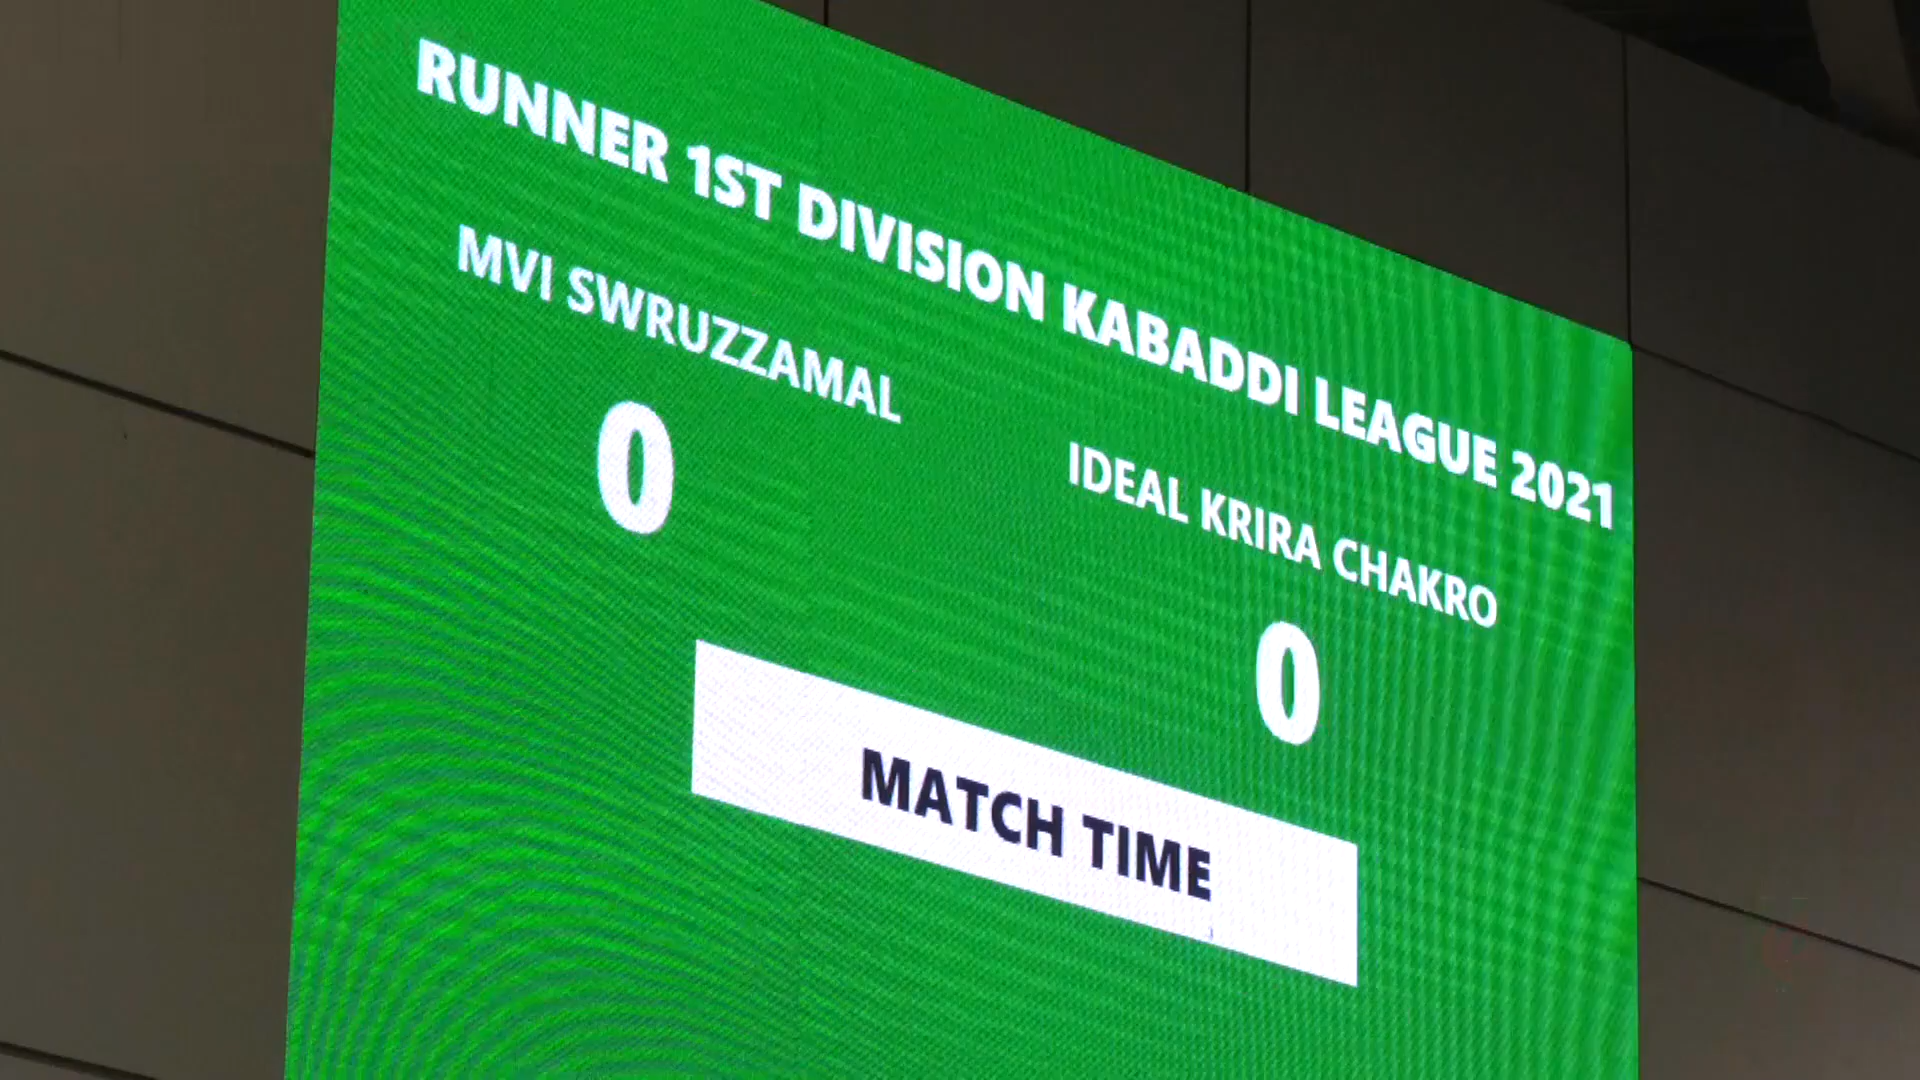 RUNNER 1ST DIVISION KABADDI LEAGUE 2021
MVI SWRUZZAMAL
0
IDEAL KRIRA CHAKRO
0
MATCH TIME